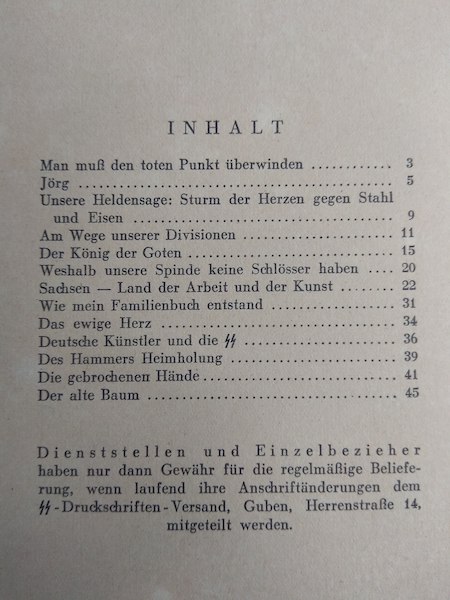 INHALT
Man muß den toten Punkt überwinden ............ 3
Jörg ................................................ 5
Unsere Heldensage: Sturm der Herzen gegen Stahl
und Eisen ........................................ 9
Am Wege unserer Divisionen ...................... 11
Der König der Goten ............................. 15
Weshalb unsere Spinde keine Schlösser haben ..... 20
Sachsen — Land der Arbeit und der Kunst ......... 22
Wie mein Familienbuch entstand .................. 31
Das ewige Herz .................................. 34
Deutsche Künstler und die ᛋᛋ .................... 36
Des Hammers Heimholung .......................... 39
Die gebrochenen Hände ........................... 41
Der alte Baum ................................... 45
Dienststellen und Einzelbezieher
haben nur dann Gewähr für die regelmäßige Beliefe-
rung, wenn laufend ihre Anschriftänderungen dem
ᛋᛋ-Druckschriften-Versand, Guben, Herrenstraße 14,
mitgeteilt werden.